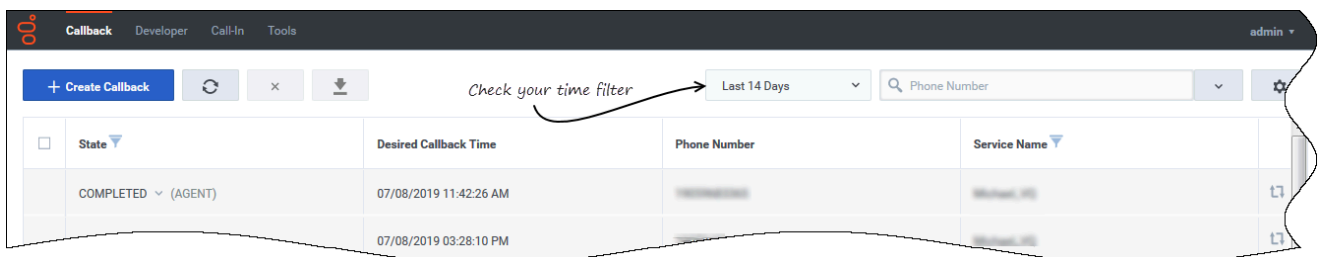 Callback Developer Call-In Tools admin
+ Create Callback
Check your time filter
Last 14 Days
Phone Number
State Desired Callback Time Phone Number Service Name
COMPLETED (AGENT) 07/08/2019 11:42:26 AM
07/08/2019 03:28:10 PM